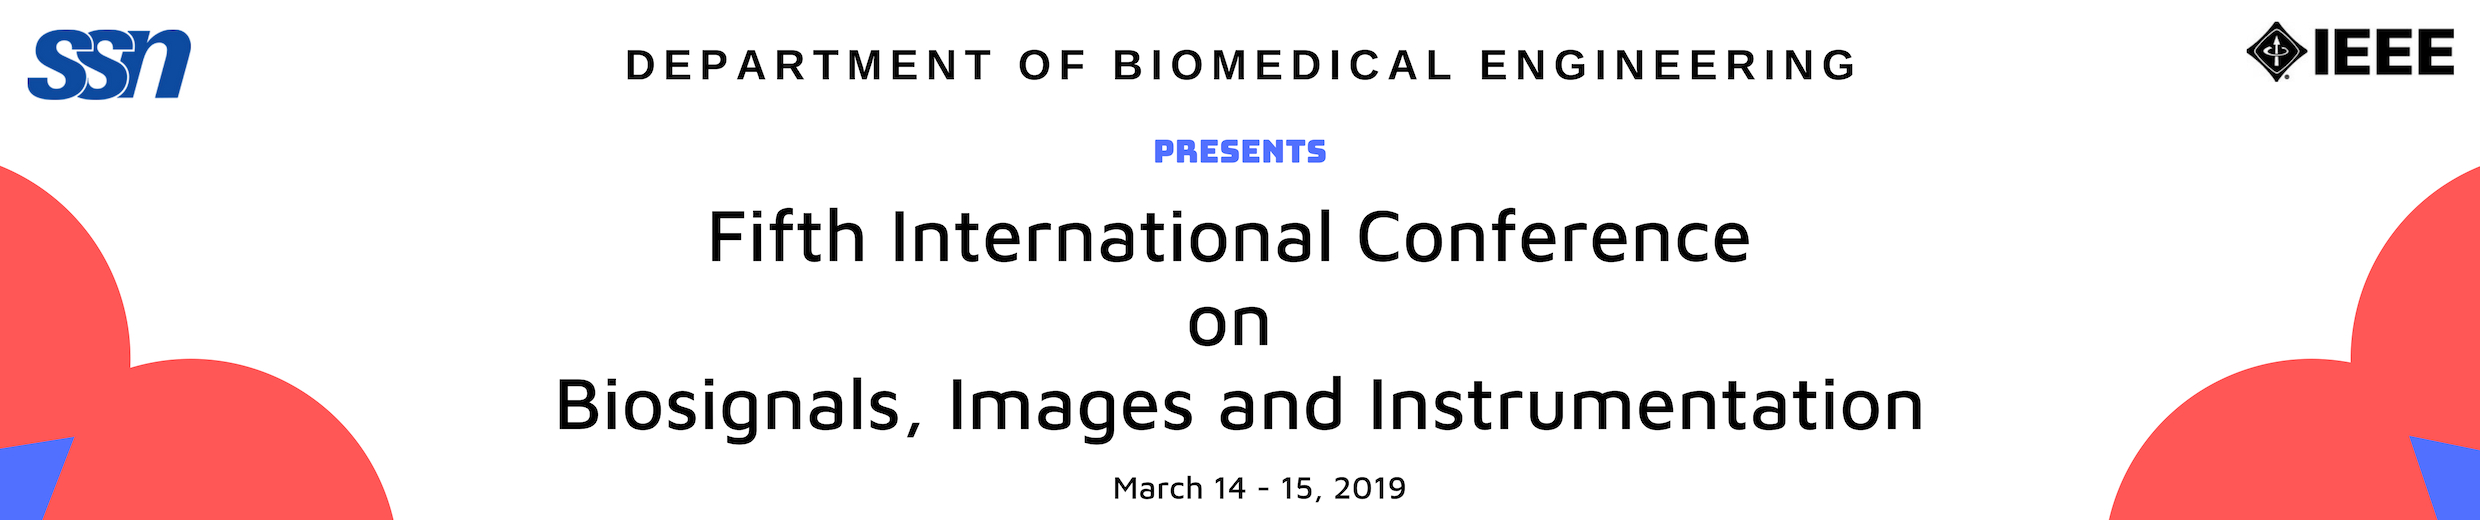 ssn
IEEE
DEPARTMENT OF BIOMEDICAL ENGINEERING
PRESENTS
Fifth International Conference
on
Biosignals, Images and Instrumentation
March 14 - 15, 2019